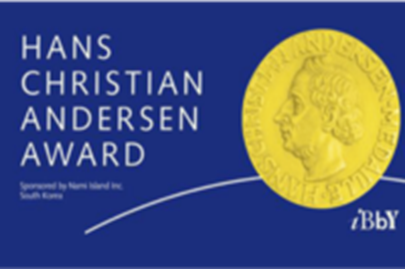 HANS
CHRISTIAN
ANDERSEN
AWARD
Sponsored by Nami Island Inc.
South Korea
iBbY